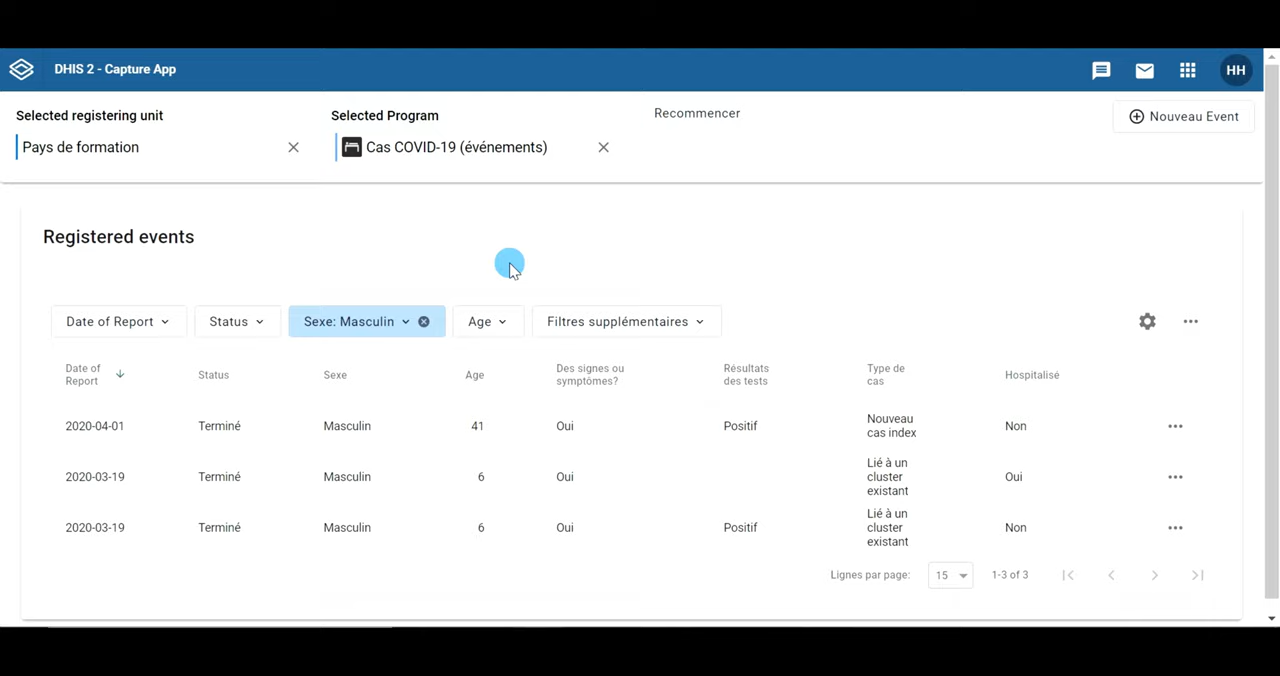 DHIS 2 - Capture App
HH
Selected registering unit
Selected Program
Recommencer
Nouveau Event
Pays de formation
Cas COVID-19 (événements)
Registered events
Date of Report
Status
Sexe: Masculin
Age
Filtres supplémentaires
Date of
Report
Status
Sexe
Age
Des signes ou
symptômes?
Résultats
des tests
Type de
cas
Hospitalisé
2020-04-01
Terminé
Masculin
41
Oui
Positif
Nouveau
cas index
Non
2020-03-19
Terminé
Masculin
6
Oui
Lié à un
cluster
existant
Oui
2020-03-19
Terminé
Masculin
6
Oui
Positif
Lié à un
cluster
existant
Non
Lignes par page:
15
1-3 of 3